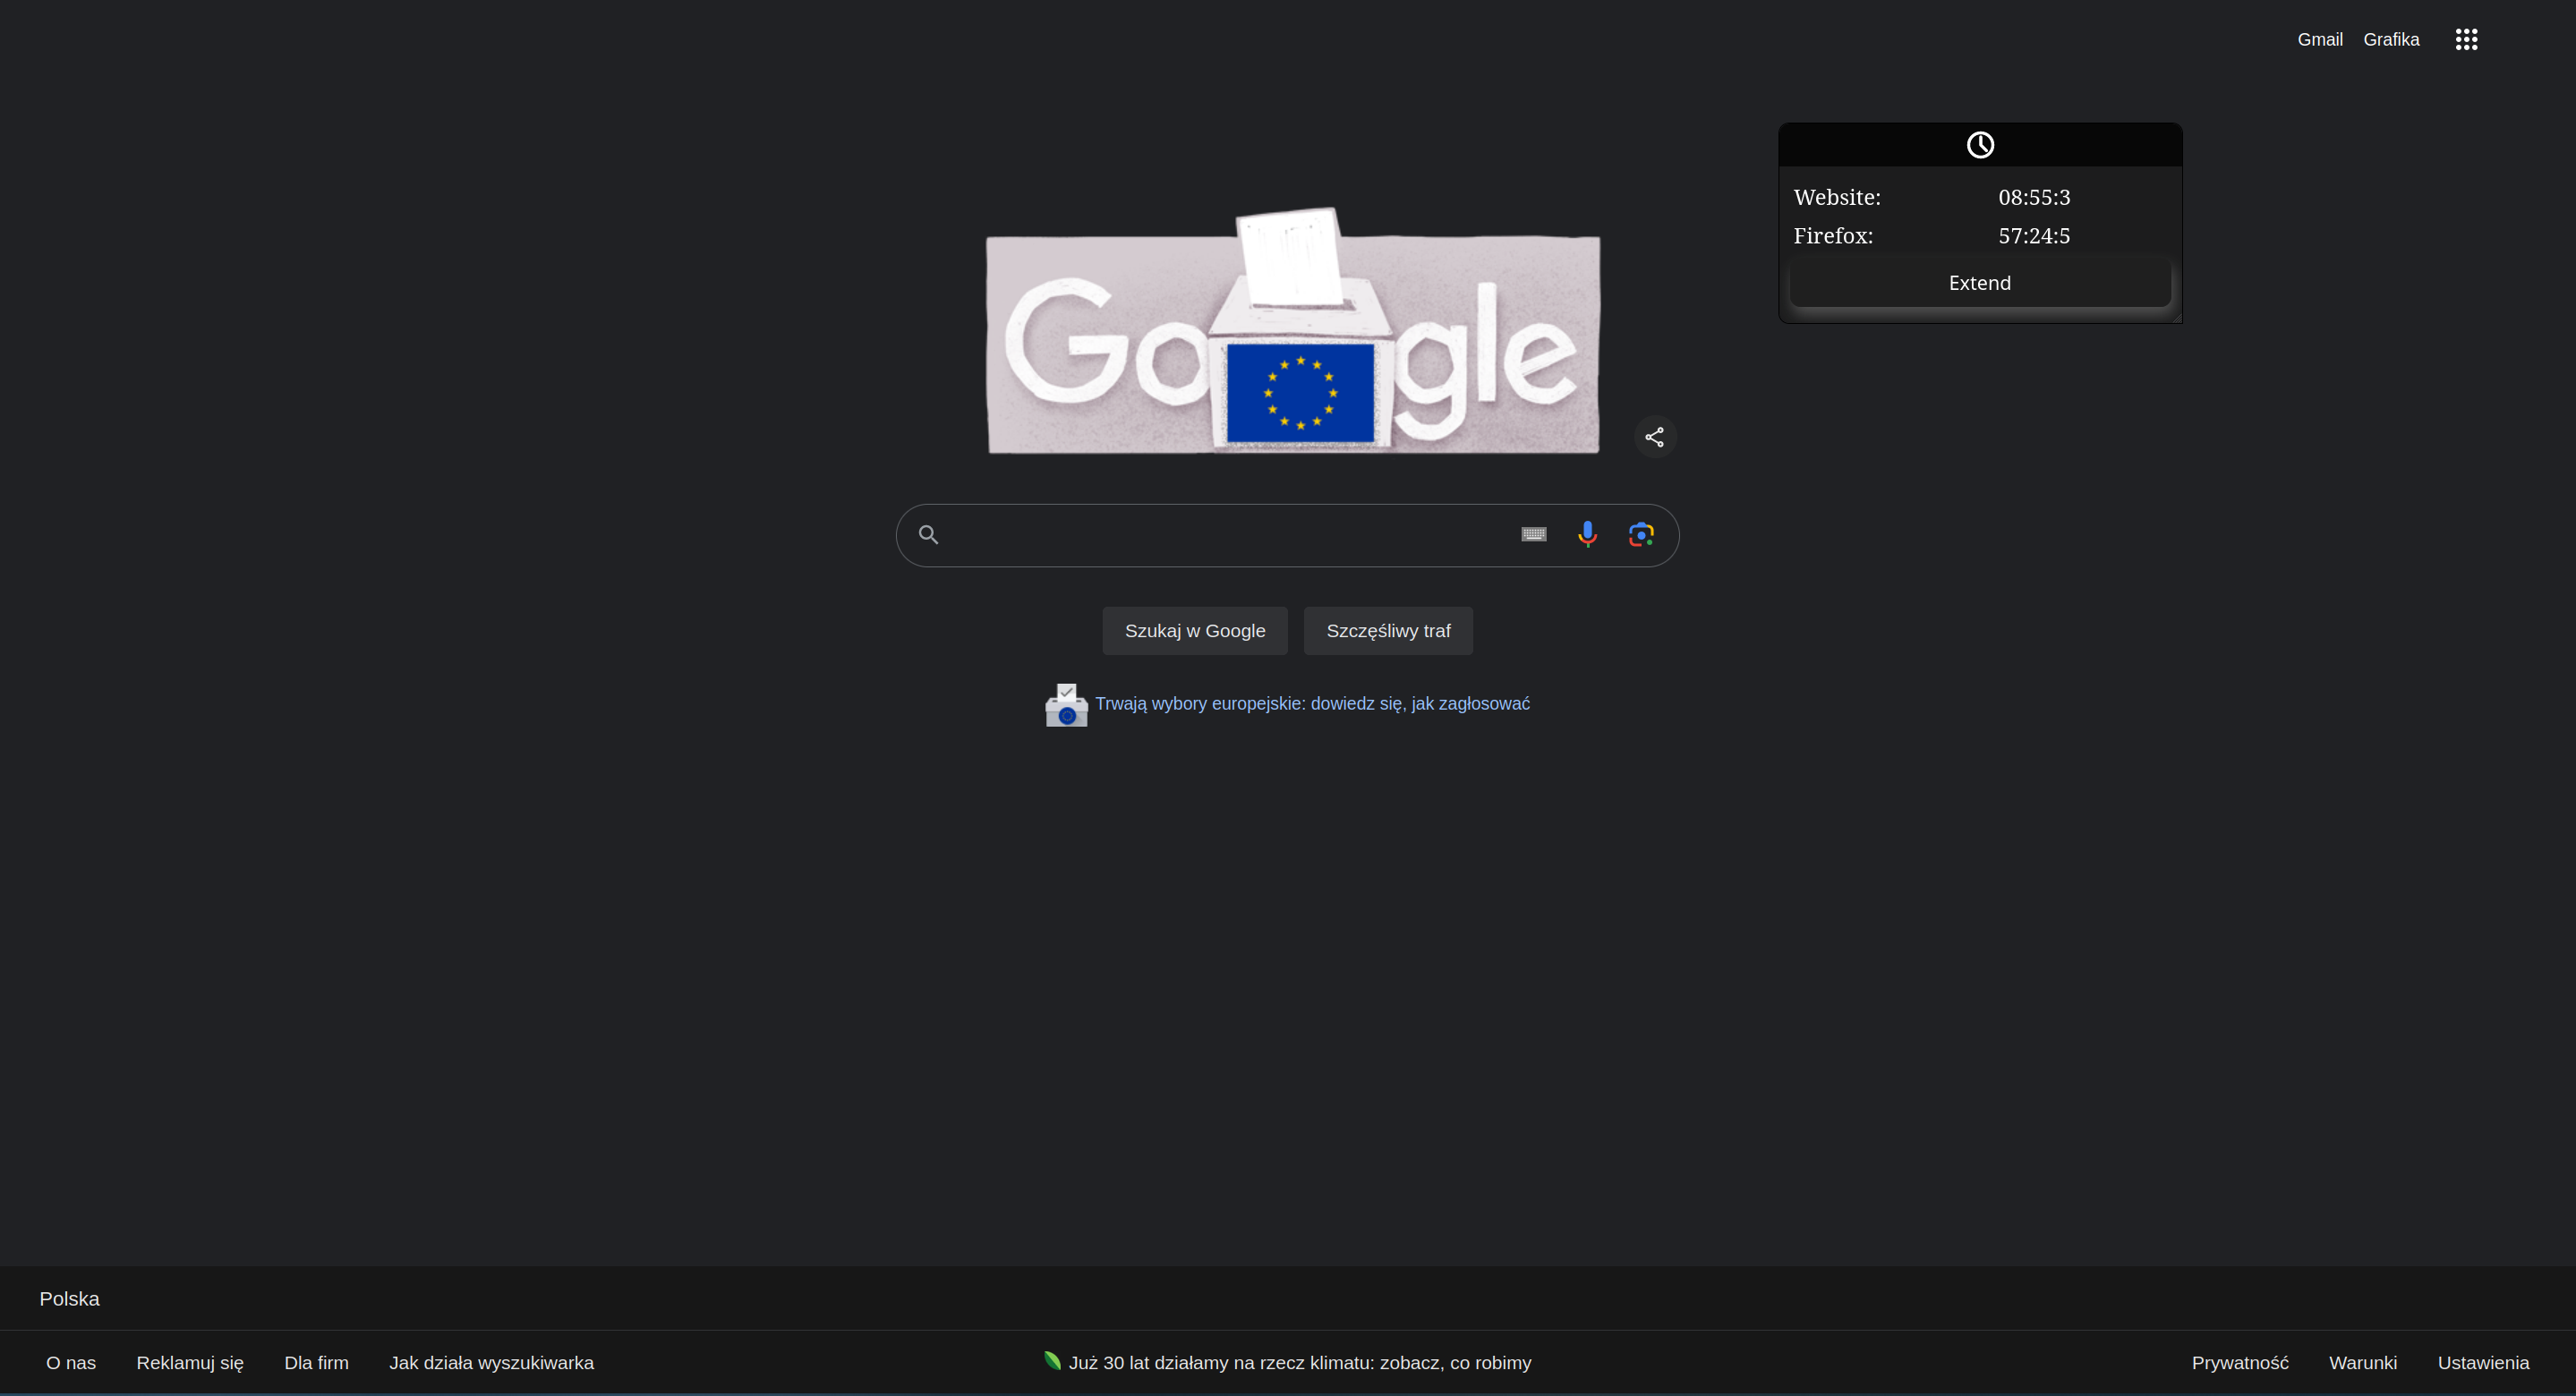 Gmail Grafika
Website: 08:55:3
Firefox: 57:24:5
Extend
Google
Szukaj w Google Szczęśliwy traf
Trwają wybory europejskie: dowiedz się, jak zagłosować
Polska
O nas Reklamuj się Dla firm Jak działa wyszukiwarka Już 30 lat działamy na rzecz klimatu: zobacz, co robimy Prywatność Warunki Ustawienia